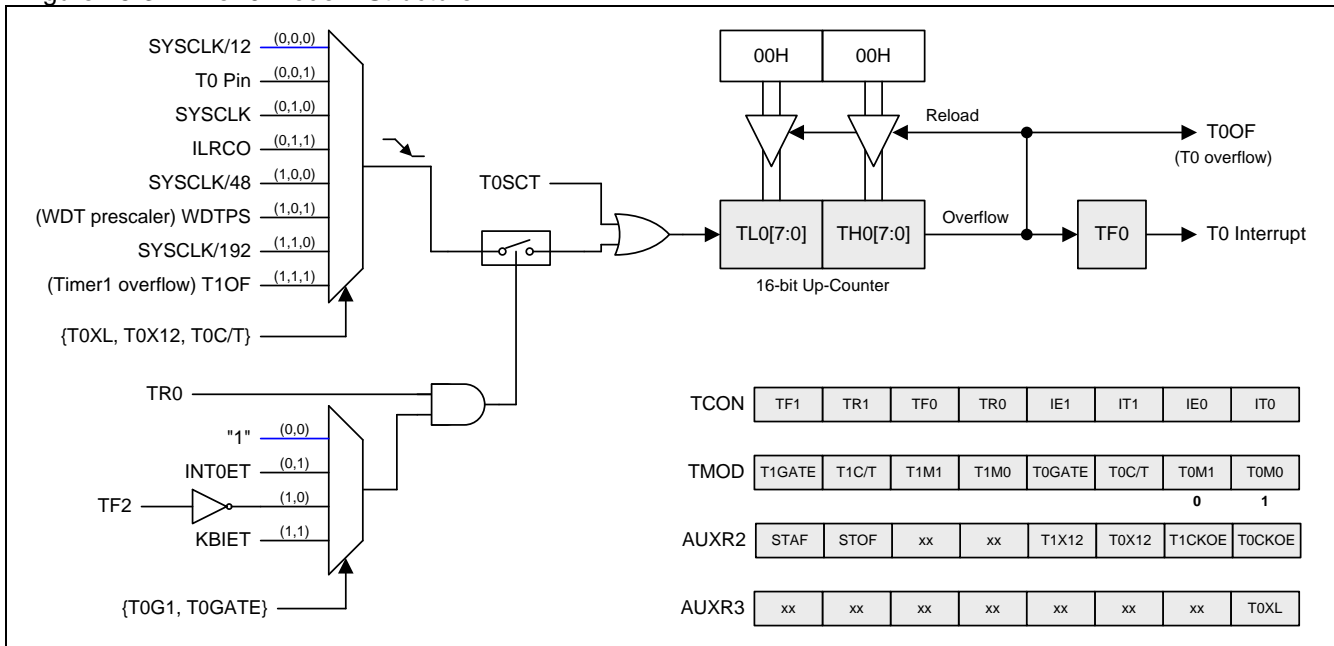 SYSCLK/12 (0,0,0)
T0 Pin (0,0,1)
SYSCLK (0,1,0)
ILRCO (0,1,1)
SYSCLK/48 (1,0,0)
(WDT prescaler) WDTPS (1,0,1)
SYSCLK/192 (1,1,0)
(Timer1 overflow) T1OF (1,1,1)
{T0XL, T0X12, T0C/T}
TR0
"1" (0,0)
INT0ET (0,1)
TF2 (1,0)
KBIET (1,1)
{T0G1, T0GATE}
T0SCT
00H 00H
Reload
T0OF
(T0 overflow)
TL0[7:0] TH0[7:0] Overflow TF0 T0 Interrupt
16-bit Up-Counter
TCON TF1 TR1 TF0 TR0 IE1 IT1 IE0 IT0
TMOD T1GATE T1C/T T1M1 T1M0 T0GATE T0C/T T0M1 T0M0
0 1
AUXR2 STAF STOF xx xx T1X12 T0X12 T1CKOE T0CKOE
AUXR3 xx xx xx xx xx xx xx T0XL